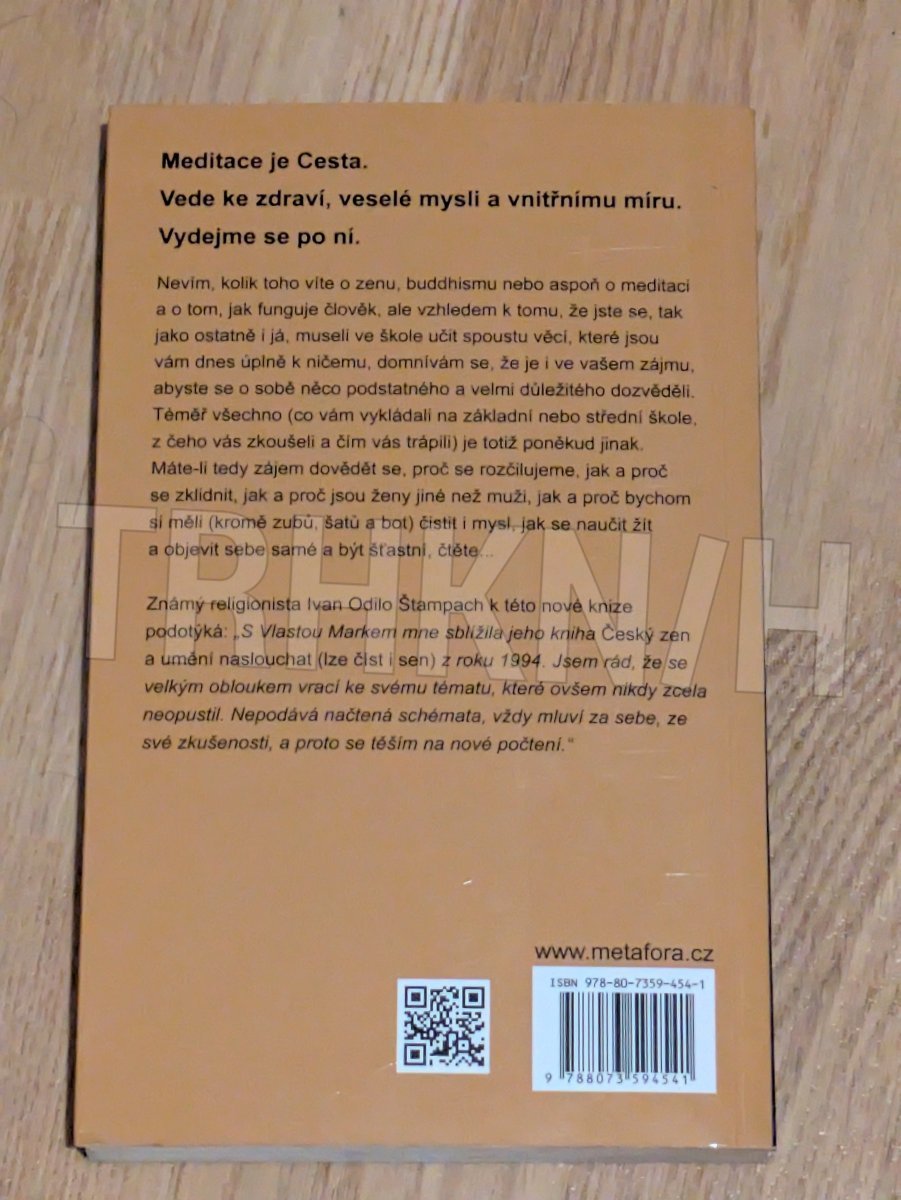 Meditace je Cesta.
Vede ke zdraví, veselé mysli a vnitřnímu míru.
Vydejme se po ní.
Nevím, kolik toho víte o zenu, buddhismu nebo aspoň o meditaci
a o tom, jak funguje člověk, ale vzhledem k tomu, že jste se, tak
jako ostatně i já, museli ve škole učit spoustu věcí, které jsou
vám dnes úplně k ničemu, domnívám se, že je i ve vašem zájmu,
abyste se o sobě něco podstatného a velmi důležitého dozvěděli.
Téměř všechno (co vám vykládali na základní nebo střední škole,
z čeho vás zkoušeli a čím vás trápili) je totiž poněkud jinak.
Máte-li tedy zájem dovědět se, proč se rozčilujeme, jak a proč
se zklidnit, jak a proč jsou ženy jiné než muži, jak a proč bychom
si měli (kromě zubů, šatů a bot) čistit i mysl, jak se naučit žít
a objevit sebe samé a být šťastní, čtěte...
TRHKNI/H
Známý religionista Ivan Odilo Štampach k této nové knize
podotýká: „S Vlastou Markem mne sblížila jeho kniha Český zen
a umění naslouchat (lze číst i sen) z roku 1994. Jsem rád, že se
velkým obloukem vrací ke svému tématu, které ovšem nikdy zcela
neopustil. Nepodává načtená schémata, vždy mluví za sebe, ze
své zkušenosti, a proto se těším na nové počtení.“
www.metafora.cz
ISBN 978-80-7359-454-1
9 788073 594541